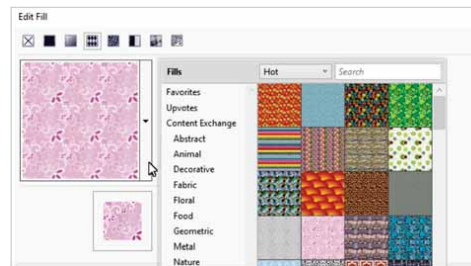 Edit Fill
Fills
Hot
Search
Favorites
Upvotes
Content Exchange
Abstract
Animal
Decorative
Fabric
Floral
Food
Geometric
Metal
Nature